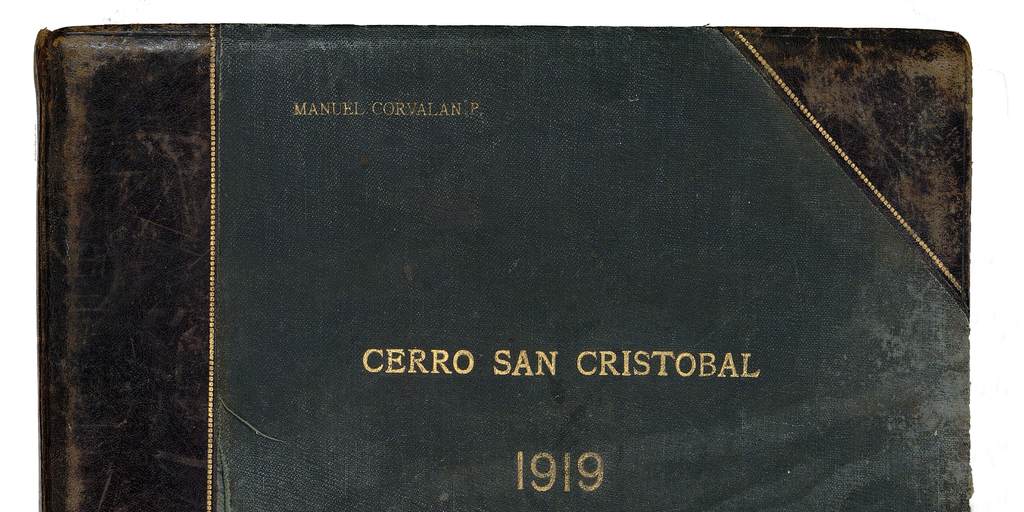 MANUEL CORVALAN P.
CERRO SAN CRISTOBAL
1919